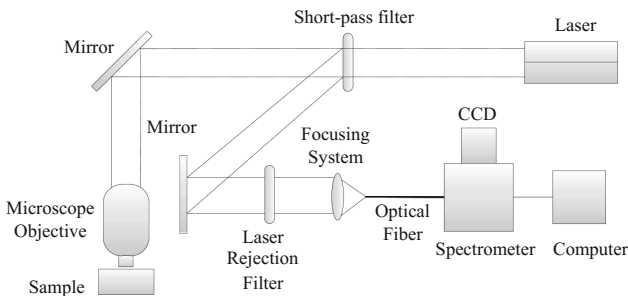 Short-pass filter
Laser
Mirror
CCD
Mirror
Focusing
System
Microscope
Objective
Optical
Fiber
Laser
Rejection
Filter
Spectrometer
Computer
Sample